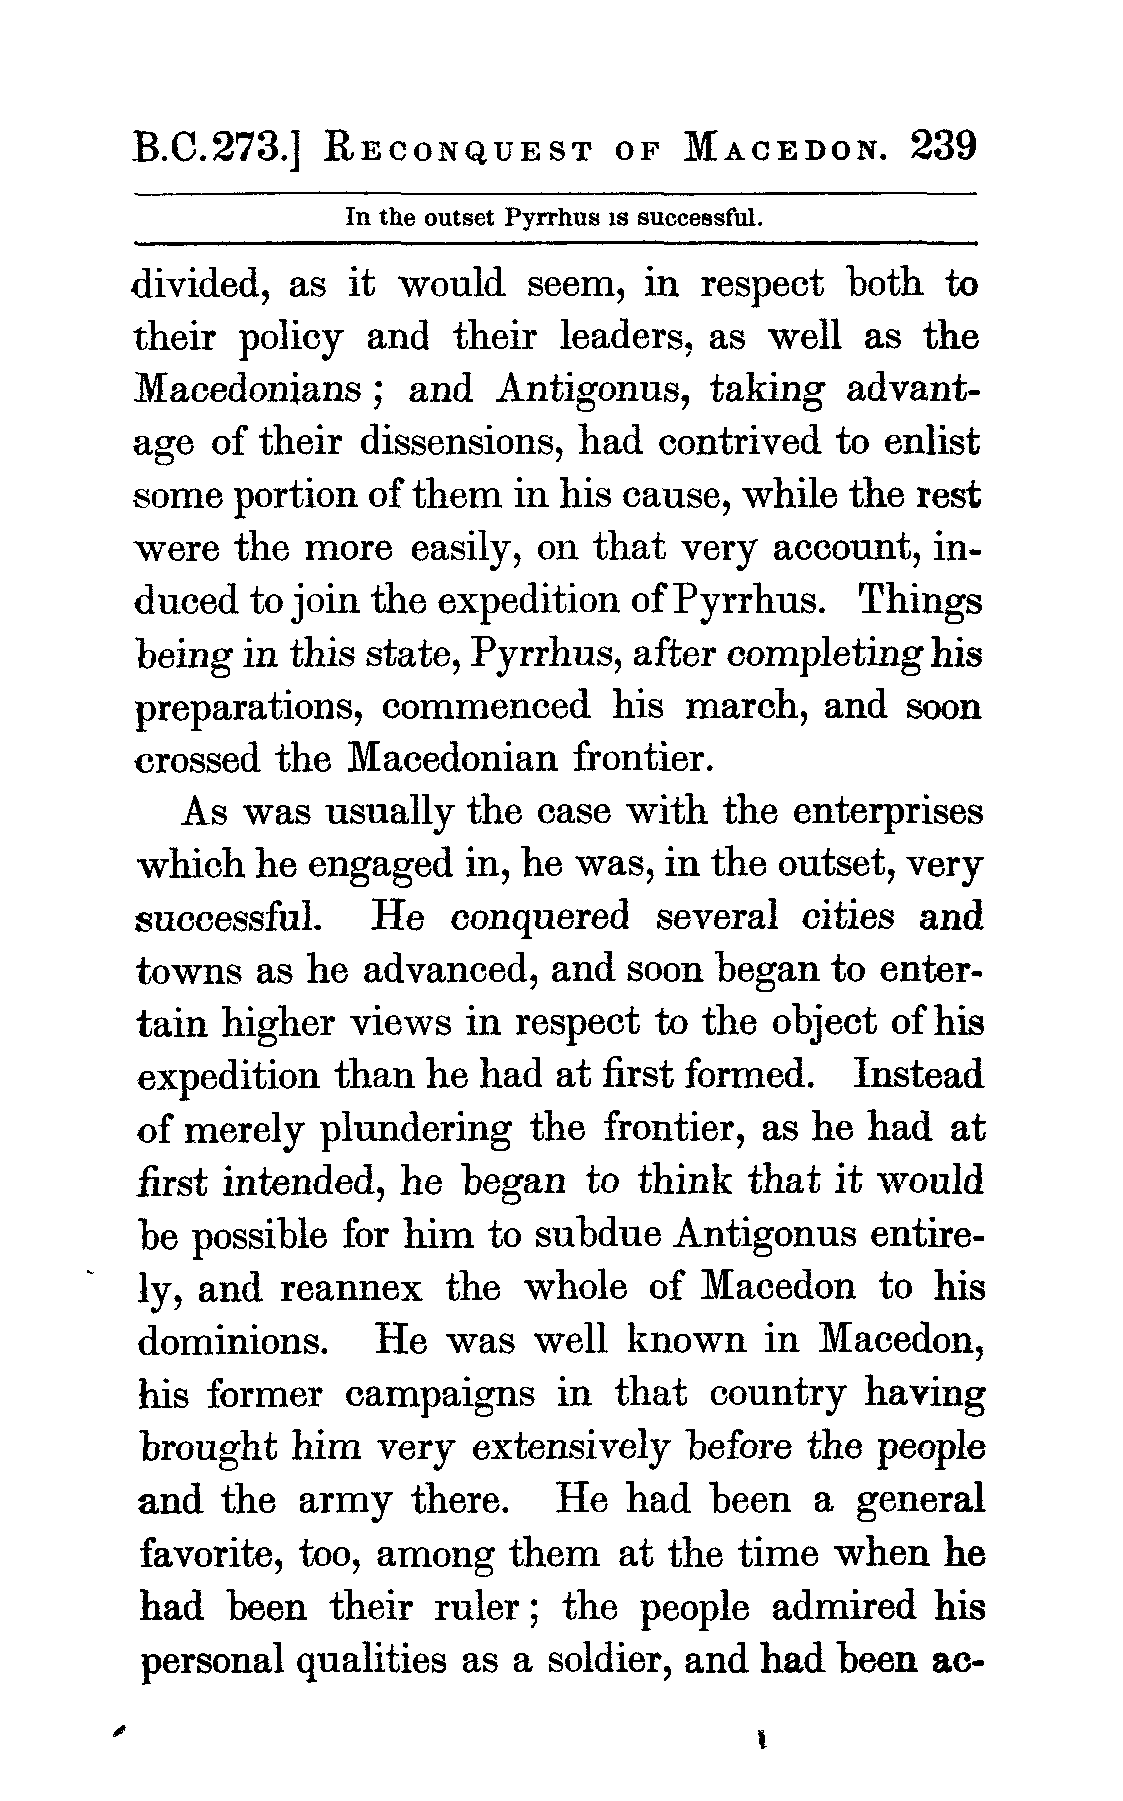 B.C.273.] RECONQUEST OF MACEDON. 239
In the outset Pyrrhus is successful.
divided, as it would seem, in respect both to
their policy and their leaders, as well as the
Macedonians ; and Antigonus, taking advant-
age of their dissensions, had contrived to enlist
some portion of them in his cause, while the rest
were the more easily, on that very account, in-
duced to join the expedition of Pyrrhus. Things
being in this state, Pyrrhus, after completing his
preparations, commenced his march, and soon
crossed the Macedonian frontier.
As was usually the case with the enterprises
which he engaged in, he was, in the outset, very
successful. He conquered several cities and
towns as he advanced, and soon began to enter-
tain higher views in respect to the object of his
expedition than he had at first formed. Instead
of merely plundering the frontier, as he had at
first intended, he began to think that it would
be possible for him to subdue Antigonus entire-
ly, and reannex the whole of Macedon to his
dominions. He was well known in Macedon,
his former campaigns in that country having
brought him very extensively before the people
and the army there. He had been a general
favorite, too, among them at the time when he
had been their ruler ; the people admired his
personal qualities as a soldier, and had been ac-